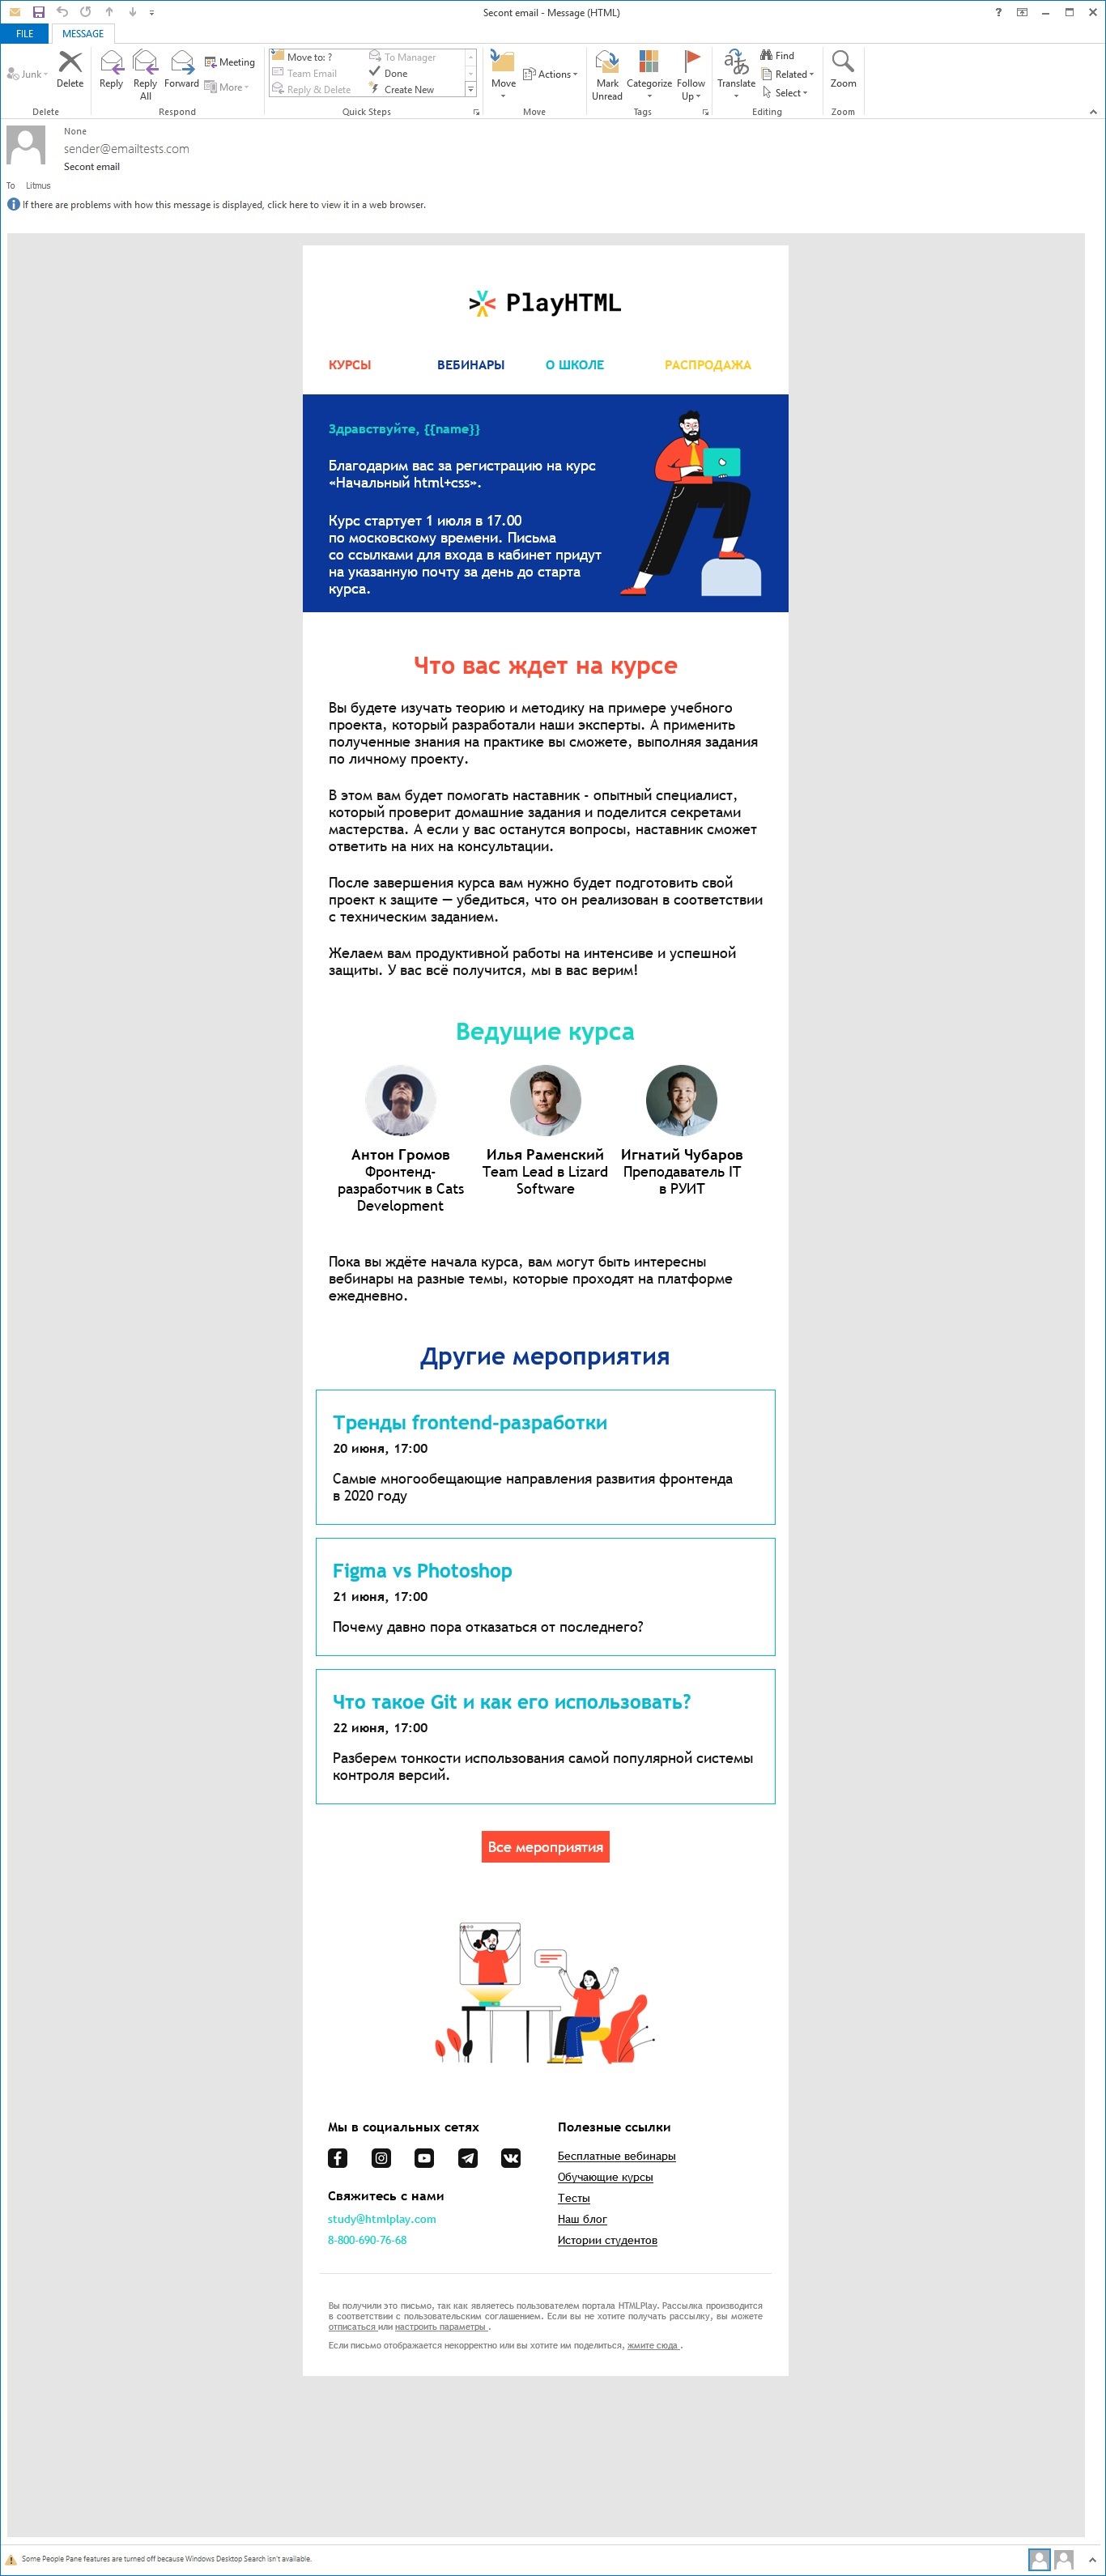 Secont email - Message (HTML)
?
FILE
MESSAGE
Junk
Delete
Reply
Reply All
Forward
Meeting
More
Move to: ?
Team Email
Reply & Delete
To Manager
Done
Create New
Move
Actions
Mark Unread
Categorize
Follow Up
Translate
Find
Related
Select
Zoom
Delete
Respond
Quick Steps
Move
Tags
Editing
Zoom
None
sender@emailtests.com
Secont email
To Litmus
If there are problems with how this message is displayed, click here to view it in a web browser.
PlayHTML
КУРСЫ
ВЕБИНАРЫ
О ШКОЛЕ
РАСПРОДАЖА
Здравствуйте, {{name}}
Благодарим вас за регистрацию на курс
«Начальный html+css».
Курс стартует 1 июля в 17.00
по московскому времени. Письма
со ссылками для входа в кабинет придут
на указанную почту за день до старта
курса.
Что вас ждет на курсе
Вы будете изучать теорию и методику на примере учебного
проекта, который разработали наши эксперты. А применить
полученные знания на практике вы сможете, выполняя задания
по личному проекту.
В этом вам будет помогать наставник - опытный специалист,
который проверит домашние задания и поделится секретами
мастерства. А если у вас останутся вопросы, наставник сможет
ответить на них на консультации.
После завершения курса вам нужно будет подготовить свой
проект к защите — убедиться, что он реализован в соответствии
с техническим заданием.
Желаем вам продуктивной работы на интенсиве и успешной
защиты. У вас всё получится, мы в вас верим!
Ведущие курса
Антон Громов
Фронтенд-
разработчик в Cats
Development
Илья Раменский
Team Lead в Lizard
Software
Игнатий Чубаров
Преподаватель IT
в РУИТ
Пока вы ждёте начала курса, вам могут быть интересны
вебинары на разные темы, которые проходят на платформе
ежедневно.
Другие мероприятия
Тренды frontend-разработки
20 июня, 17:00
Самые многообещающие направления развития фронтенда
в 2020 году
Figma vs Photoshop
21 июня, 17:00
Почему давно пора отказаться от последнего?
Что такое Git и как его использовать?
22 июня, 17:00
Разберем тонкости использования самой популярной системы
контроля версий.
Все мероприятия
Мы в социальных сетях
Свяжитесь с нами
study@htmlplay.com
8-800-690-76-68
Полезные ссылки
Бесплатные вебинары
Обучающие курсы
Тесты
Наш блог
Истории студентов
Вы получили это письмо, так как являетесь пользователем портала HTMLPlay. Рассылка производится
в соответствии с пользовательским соглашением. Если вы не хотите получать рассылку, вы можете
отписаться или настроить параметры .
Если письмо отображается некорректно или вы хотите им поделиться, жмите сюда .
Some People Pane features are turned off because Windows Desktop Search isn't available.